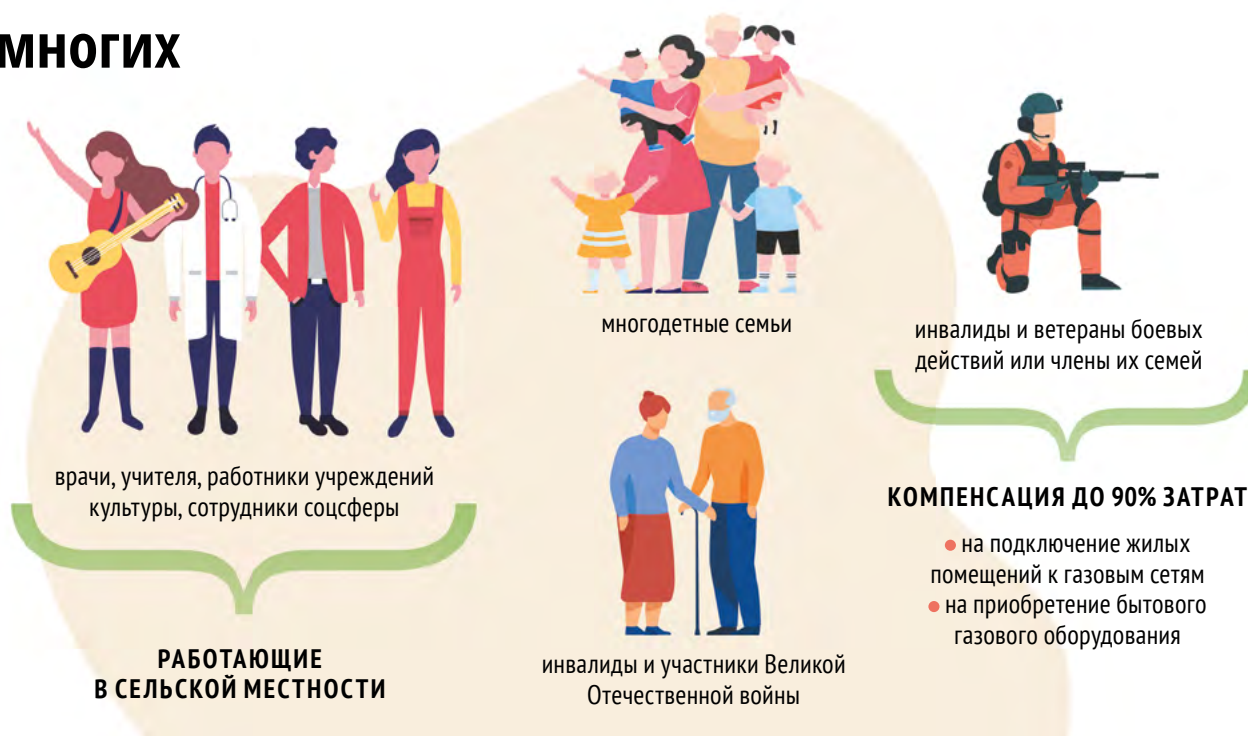 МНОГИХ
врачи, учителя, работники учреждений
культуры, сотрудники соцсферы
РАБОТАЮЩИЕ
В СЕЛЬСКОЙ МЕСТНОСТИ
многодетные семьи
инвалиды и участники Великой
Отечественной войны
инвалиды и ветераны боевых
действий или члены их семей
КОМПЕНСАЦИЯ ДО 90% ЗАТРАТ
• на подключение жилых
помещений к газовым сетям
• на приобретение бытового
газового оборудования